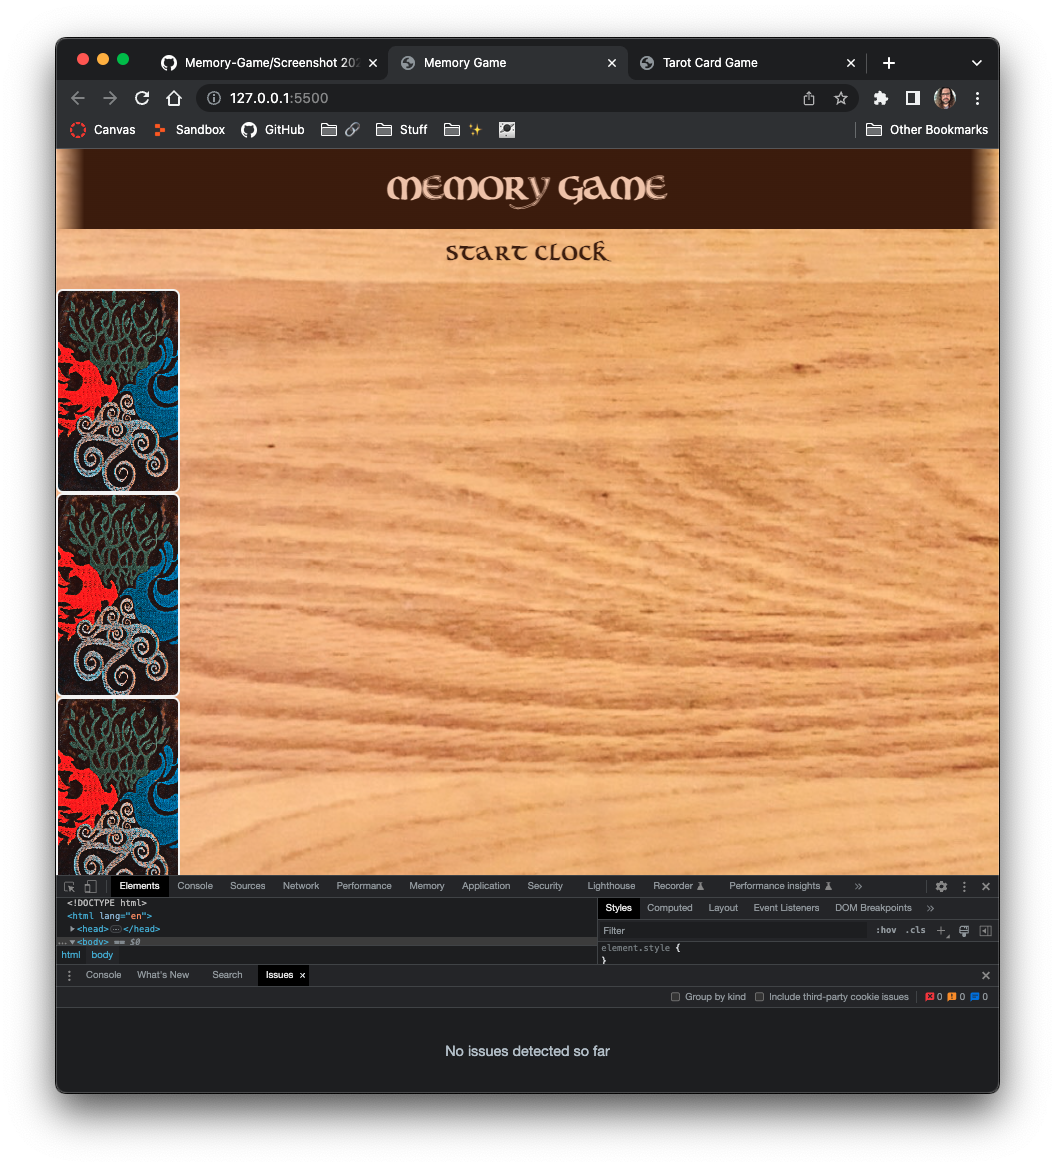 Memory-Game/Screenshot 202
Memory Game
Tarot Card Game
127.0.0.1:5500
Canvas
Sandbox
GitHub
Stuff
Other Bookmarks
MEMORY GAME
START CLOCK
Elements Console Sources Network Performance Memory Application Security Lighthouse Recorder Performance insights »
<!DOCTYPE html>
<html lang="en">
<head>…</head>
…<body> == $0
html body
Styles Computed Layout Event Listeners DOM Breakpoints »
Filter :hov .cls +
element.style {
}
Console What's New Search Issues
Group by kind Include third-party cookie issues 0 0 0
No issues detected so far